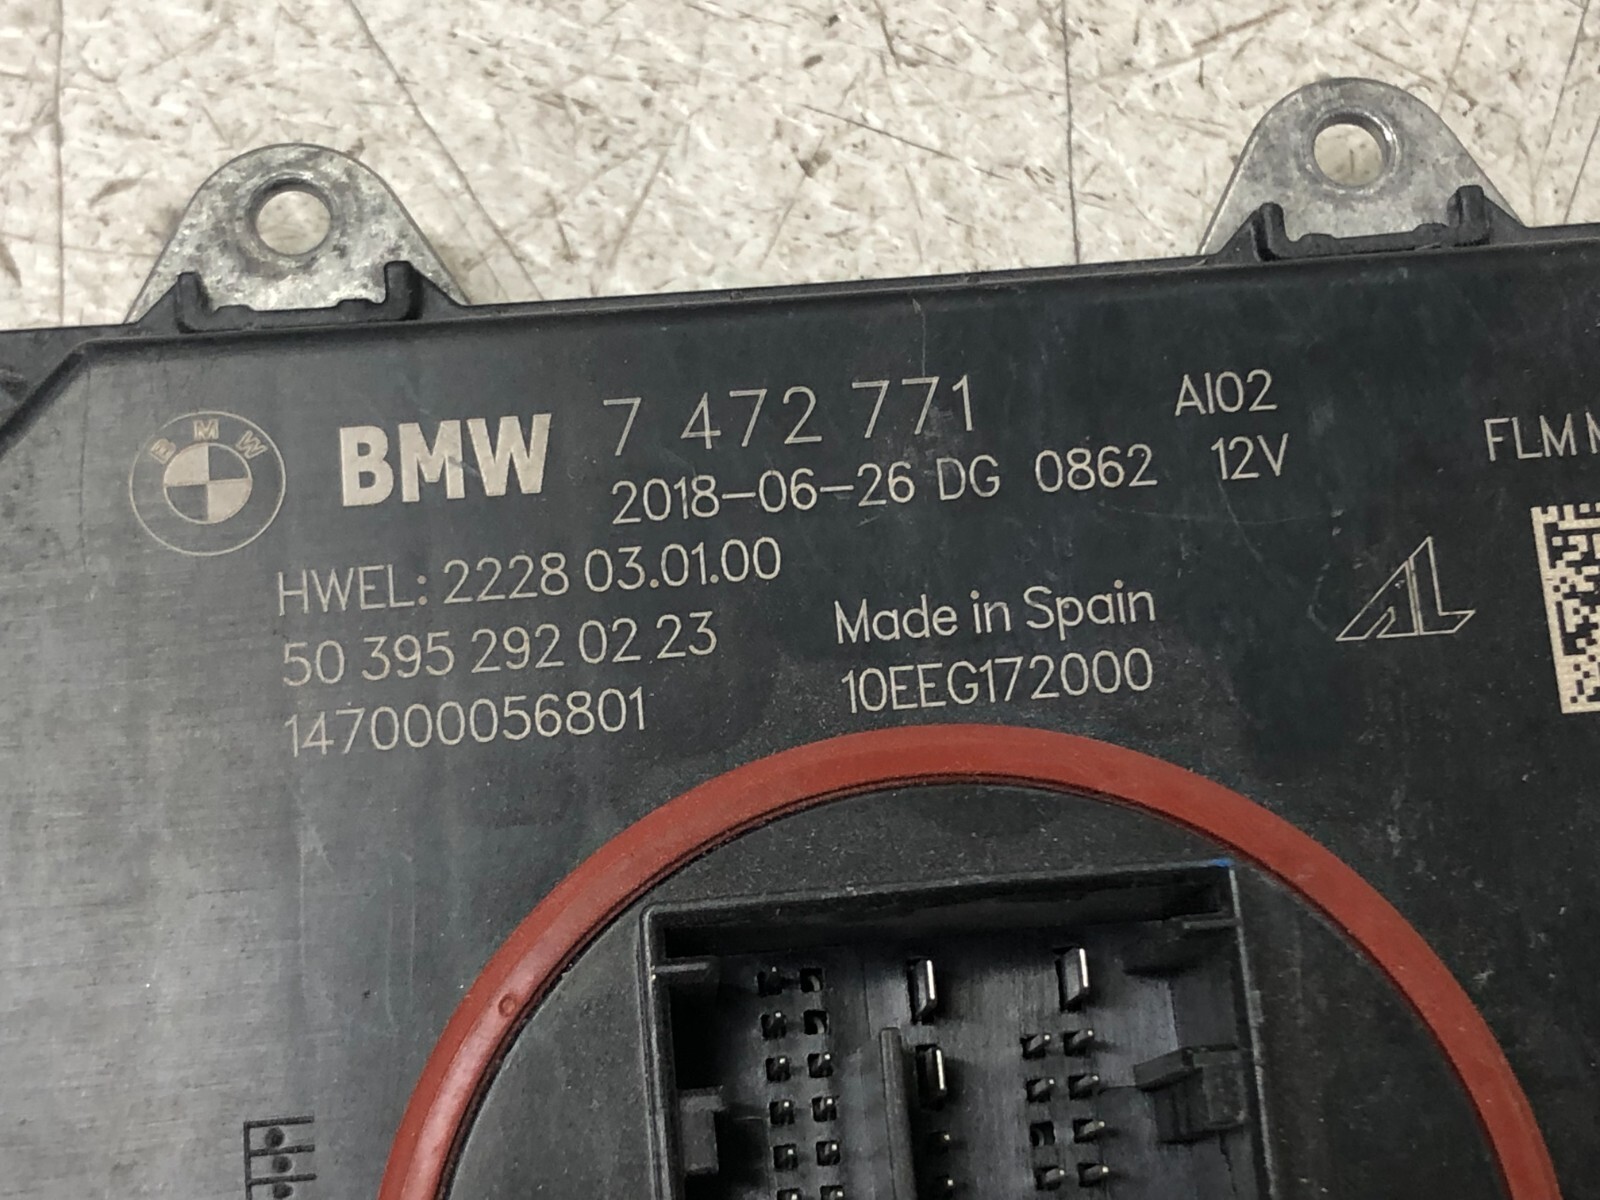 BMW
BMW 7 472 771 AI02
2018-06-26 DG 0862 12V
FLM
HWEL: 2228 03.01.00
50 395 292 02 23
147000056801
Made in Spain
10EEG172000
AL